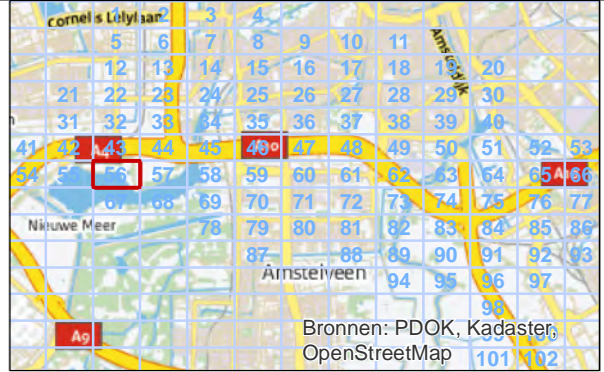 Cornelis Lelylaan 1 2 3 4
5 6 7 8 9 10 11
Amsteldijk
12 13 14 15 16 17 18 19 20
21 22 23 24 25 26 27 28 29 30
31 32 33 34 35 36 37 38 39 40
41 42 43 44 45 46 47 48 49 50 51 52 53
A4
54 55 56 57 58 59 60 61 62 63 64 65 66
67 68 69 70 71 72 73 74 75 76 77
Nieuwe Meer 78 79 80 81 82 83 84 85 86
87 88 89 90 91 92 93
Amstelveen 94 95 96 97
98
A9
Bronnen: PDOK, Kadaster,
OpenStreetMap
101 102